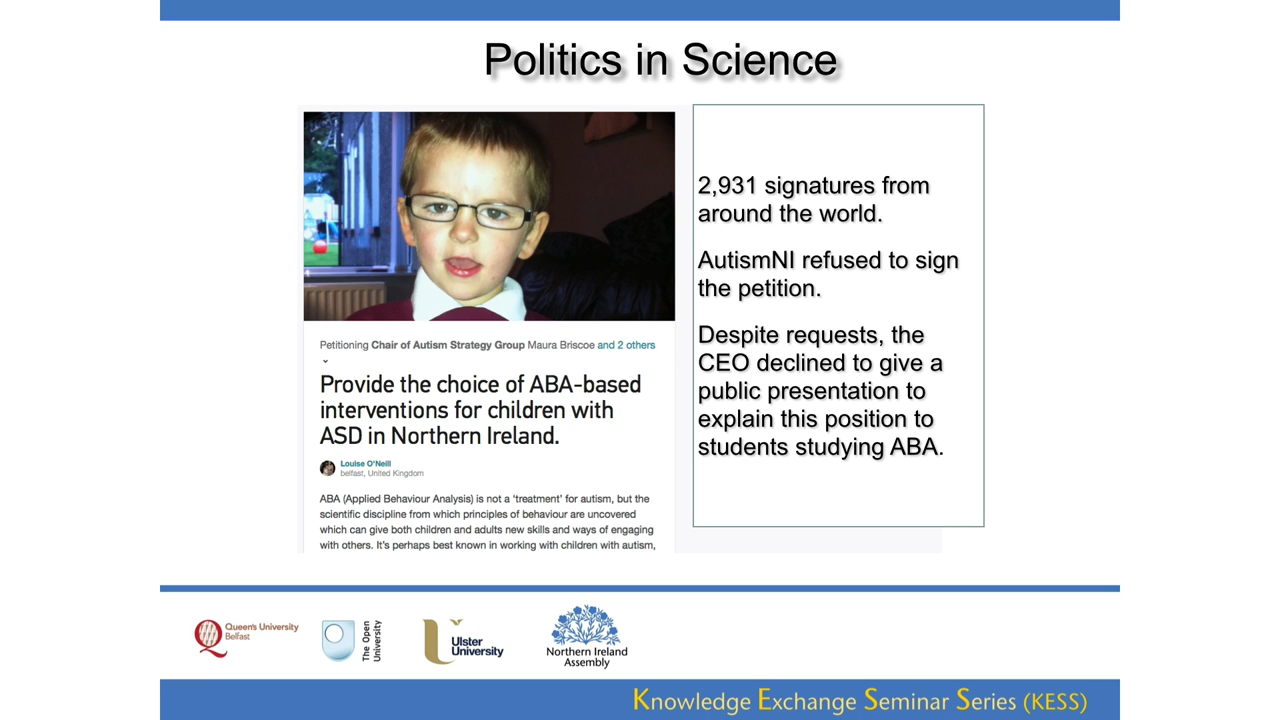 Politics in Science
Petitioning Chair of Autism Strategy Group Maura Briscoe and 2 others
Provide the choice of ABA-based
interventions for children with
ASD in Northern Ireland.
Louise O'Neill
belfast, United Kingdom
ABA (Applied Behaviour Analysis) is not a 'treatment' for autism, but the
scientific discipline from which principles of behaviour are uncovered
which can give both children and adults new skills and ways of engaging
with others. It's perhaps best known in working with children with autism,
2,931 signatures from
around the world.
AutismNI refused to sign
the petition.
Despite requests, the
CEO declined to give a
public presentation to
explain this position to
students studying ABA.
Queen's University
Belfast
The Open
University
Ulster
University
Northern Ireland
Assembly
Knowledge Exchange Seminar Series (KESS)